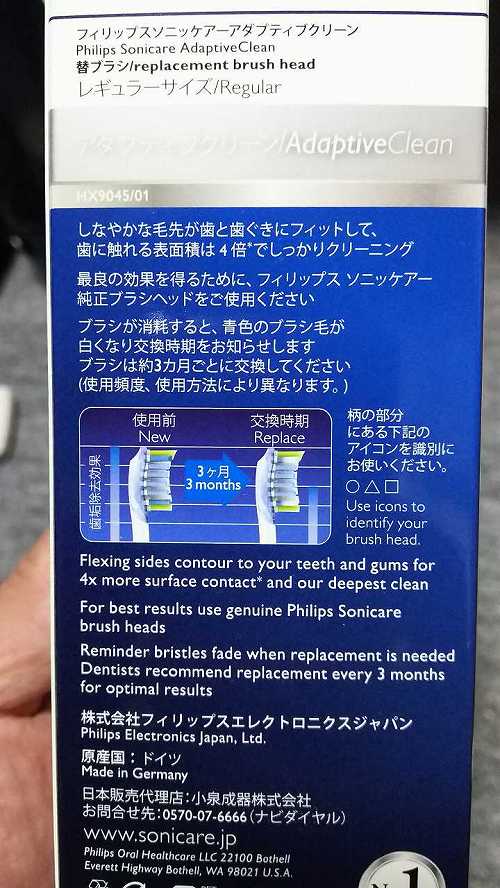 フィリップスソニッケアーアダプティブクリーン
Philips Sonicare AdaptiveClean
替ブラシ/replacement brush head
レギュラーサイズ/Regular
アダプティブクリーン/AdaptiveClean
HX9045/01
しなやかな毛先が歯と歯ぐきにフィットして、
歯に触れる表面積は4倍*でしっかりクリーニング
最良の効果を得るために、フィリップス ソニッケアー
純正ブラシヘッドをご使用ください
ブラシが消耗すると、青色のブラシ毛が
白くなり交換時期をお知らせします
ブラシは約3カ月ごとに交換してください
(使用頻度、使用方法により異なります。)
使用前
New
交換時期
Replace
歯垢除去効果
3ヶ月
3 months
柄の部分
にある下記の
アイコンを識別に
お使いください。
○△□
Use icons to
identify your
brush head.
Flexing sides contour to your teeth and gums for
4x more surface contact* and our deepest clean
For best results use genuine Philips Sonicare
brush heads
Reminder bristles fade when replacement is needed
Dentists recommend replacement every 3 months
for optimal results
株式会社フィリップスエレクトロニクスジャパン
Philips Electronics Japan, Ltd.
原産国：ドイツ
Made in Germany
日本販売代理店：小泉成器株式会社
お問合せ先：0570-07-6666（ナビダイヤル）
www.sonicare.jp
Philips Oral Healthcare LLC 22100 Bothell
Everett Highway Bothell, WA 98021 U.S.A.